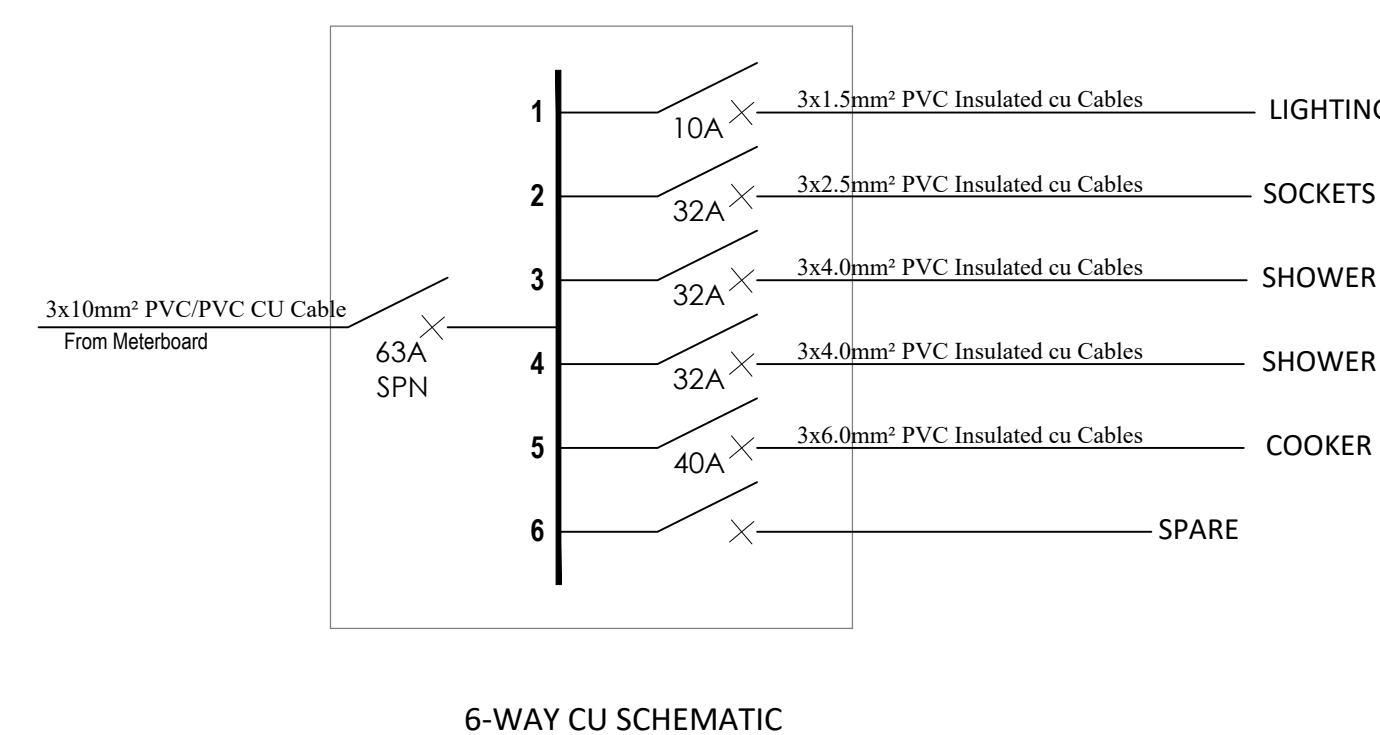 1
10A
3x1.5mm² PVC Insulated cu Cables
LIGHTING
2
32A
3x2.5mm² PVC Insulated cu Cables
SOCKETS
3
32A
3x4.0mm² PVC Insulated cu Cables
SHOWER
3x10mm² PVC/PVC CU Cable
From Meterboard
63A
SPN
4
32A
3x4.0mm² PVC Insulated cu Cables
SHOWER
5
40A
3x6.0mm² PVC Insulated cu Cables
COOKER
6
SPARE
6-WAY CU SCHEMATIC